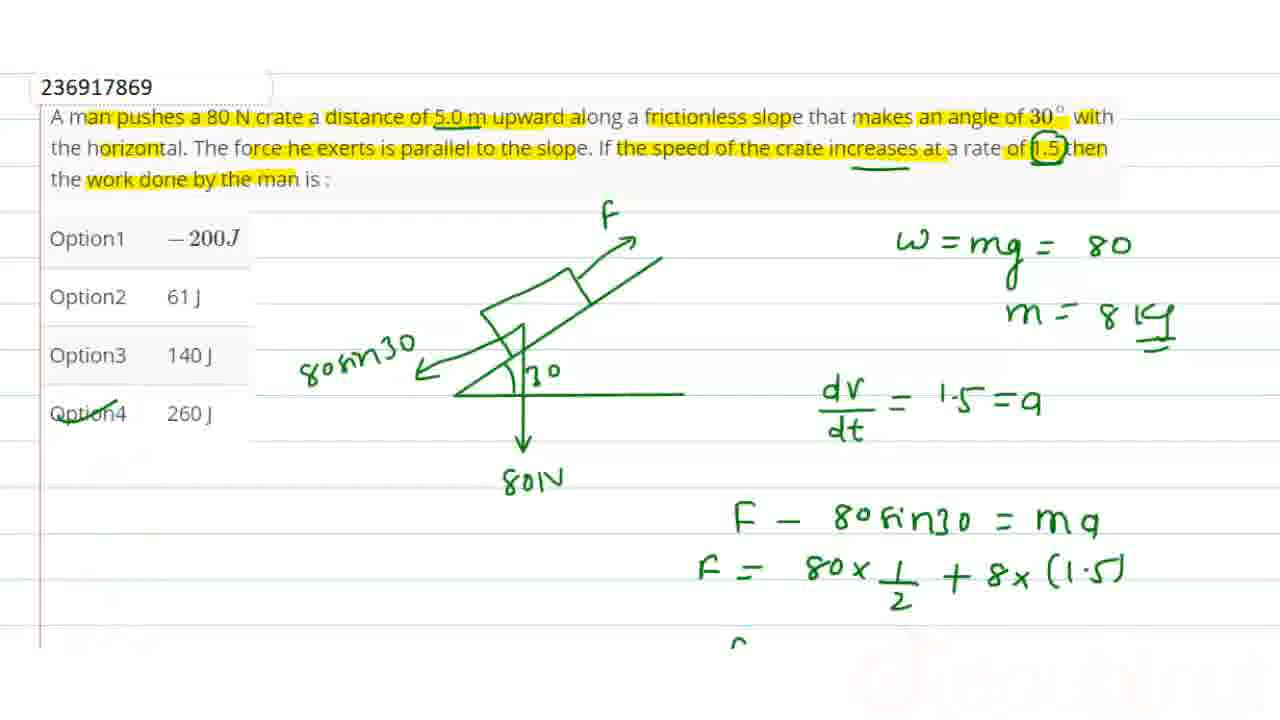 236917869
A man pushes a 80 N crate a distance of 5.0 m upward along a frictionless slope that makes an angle of 30° with
the horizontal. The force he exerts is parallel to the slope. If the speed of the crate increases at a rate of 1.5 then
the work done by the man is :
Option1 −200J
Option2 61 J
Option3 140 J
Option4 260 J
F
80sin30
30
80N
W = mg = 80
m = 8 kg
dv/dt = 1.5 = a
F − 80sin30 = ma
F = 80 × 1/2 + 8 × (1.5)